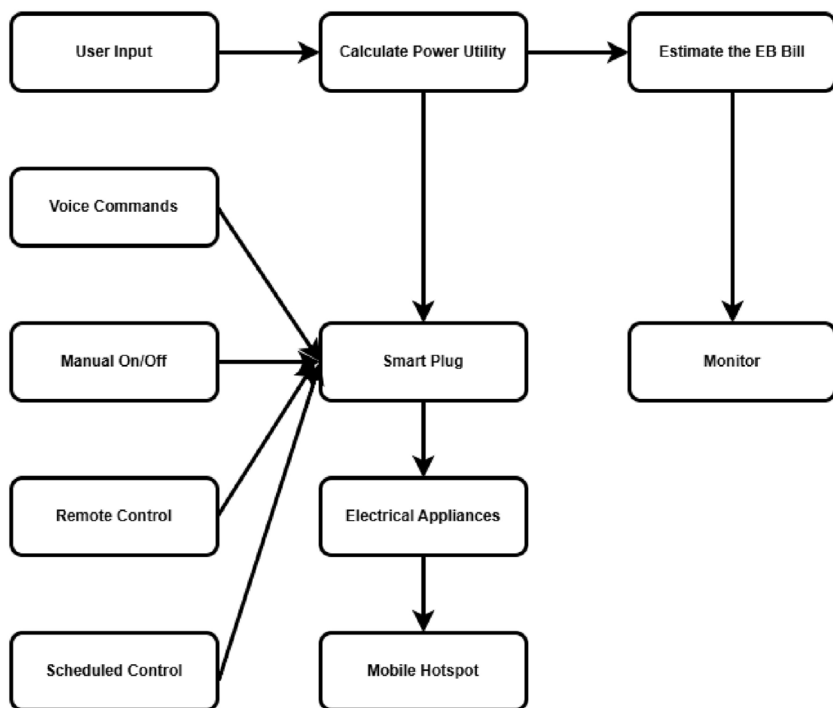 User Input
Calculate Power Utility
Estimate the EB Bill
Voice Commands
Manual On/Off
Smart Plug
Monitor
Remote Control
Electrical Appliances
Scheduled Control
Mobile Hotspot